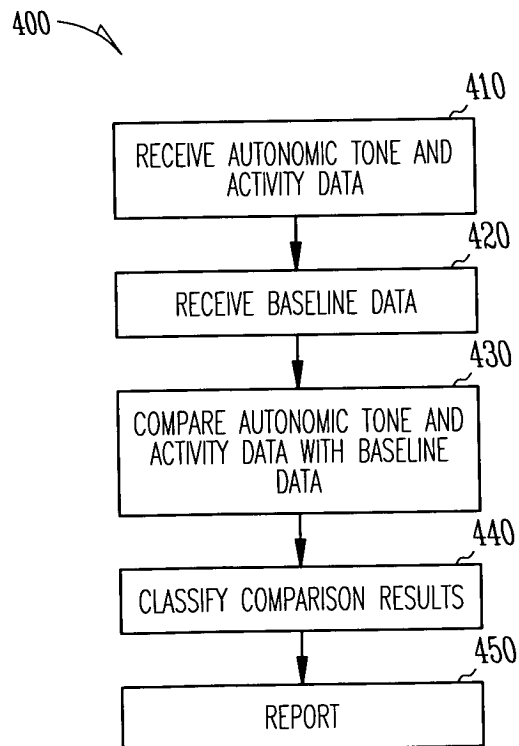 400
410
RECEIVE AUTONOMIC TONE AND
ACTIVITY DATA
420
RECEIVE BASELINE DATA
430
COMPARE AUTONOMIC TONE AND
ACTIVITY DATA WITH BASELINE
DATA
440
CLASSIFY COMPARISON RESULTS
450
REPORT